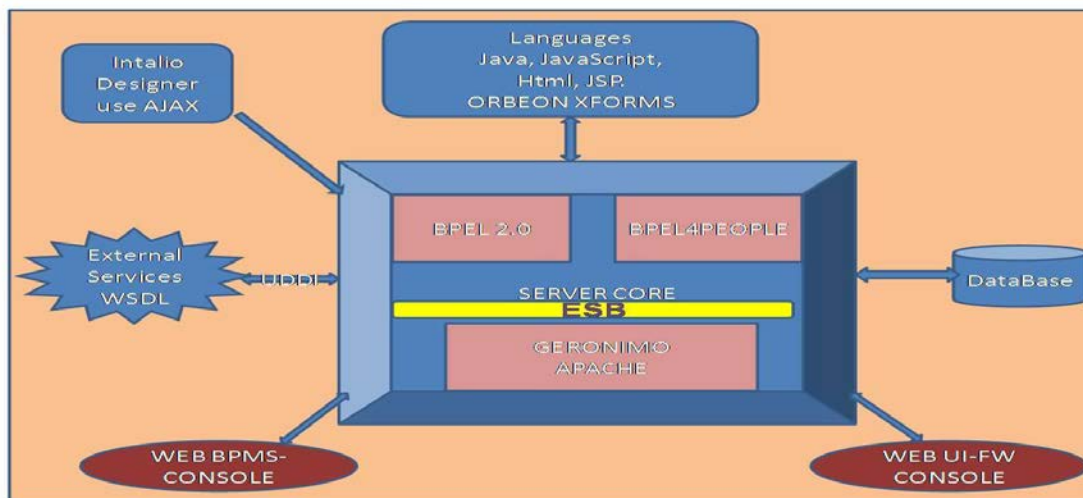 Intalio
Designer
use AJAX
Languages
Java, JavaScript,
Html, JSP.
ORBEON XFORMS
BPEL 2.0
BPEL4PEOPLE
External
Services
WSDL
UDDI
SERVER CORE
ESB
DataBase
GERONIMO
APACHE
WEB BPMS-
CONSOLE
WEB UI-FW
CONSOLE